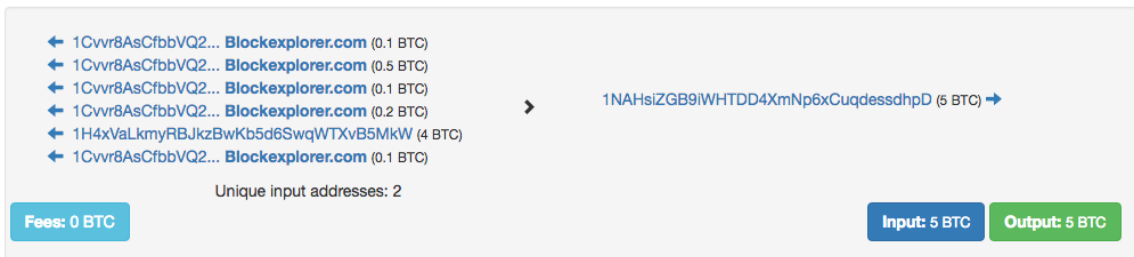 1Cvvr8AsCfbbVQ2... Blockexplorer.com (0.1 BTC)
1Cvvr8AsCfbbVQ2... Blockexplorer.com (0.5 BTC)
1Cvvr8AsCfbbVQ2... Blockexplorer.com (0.1 BTC)
1Cvvr8AsCfbbVQ2... Blockexplorer.com (0.2 BTC)
1H4xVaLkmyRBJkzBwKb5d6SwqWTXvB5MkW (4 BTC)
1Cvvr8AsCfbbVQ2... Blockexplorer.com (0.1 BTC)
Unique input addresses: 2
1NAHsiZGB9iWHTDD4XmNp6xCuqdessdhpD (5 BTC)
Fees: 0 BTC
Input: 5 BTC
Output: 5 BTC